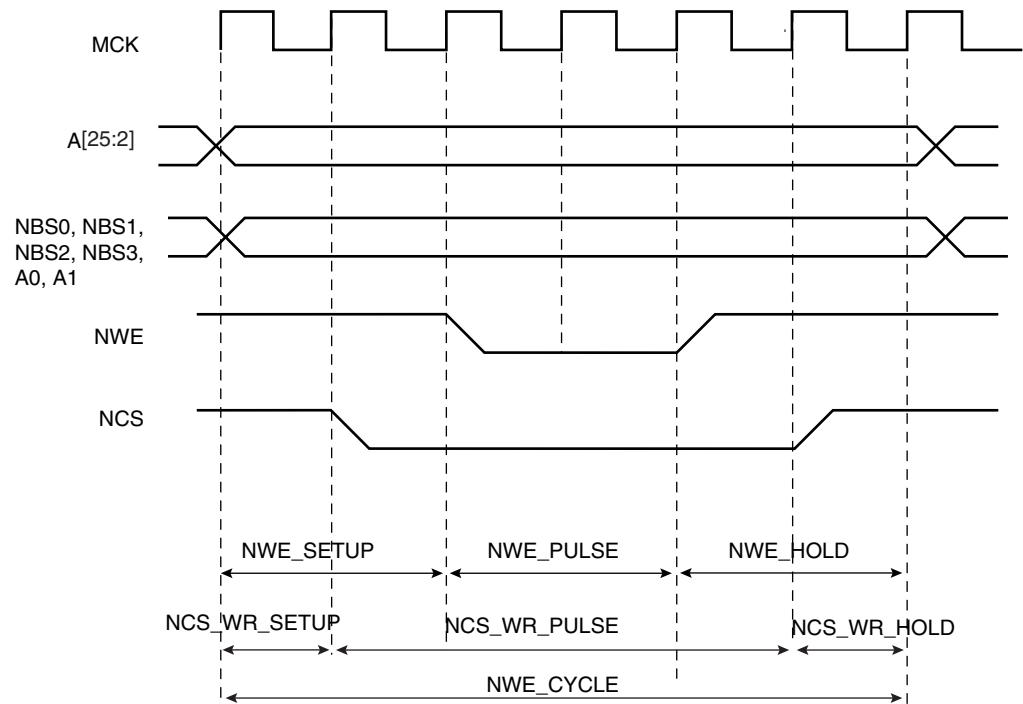 MCK
A[25:2]
NBS0, NBS1,
NBS2, NBS3,
A0, A1
NWE
NCS
NWE_SETUP NWE_PULSE NWE_HOLD
NCS_WR_SETUP NCS_WR_PULSE NCS_WR_HOLD
NWE_CYCLE